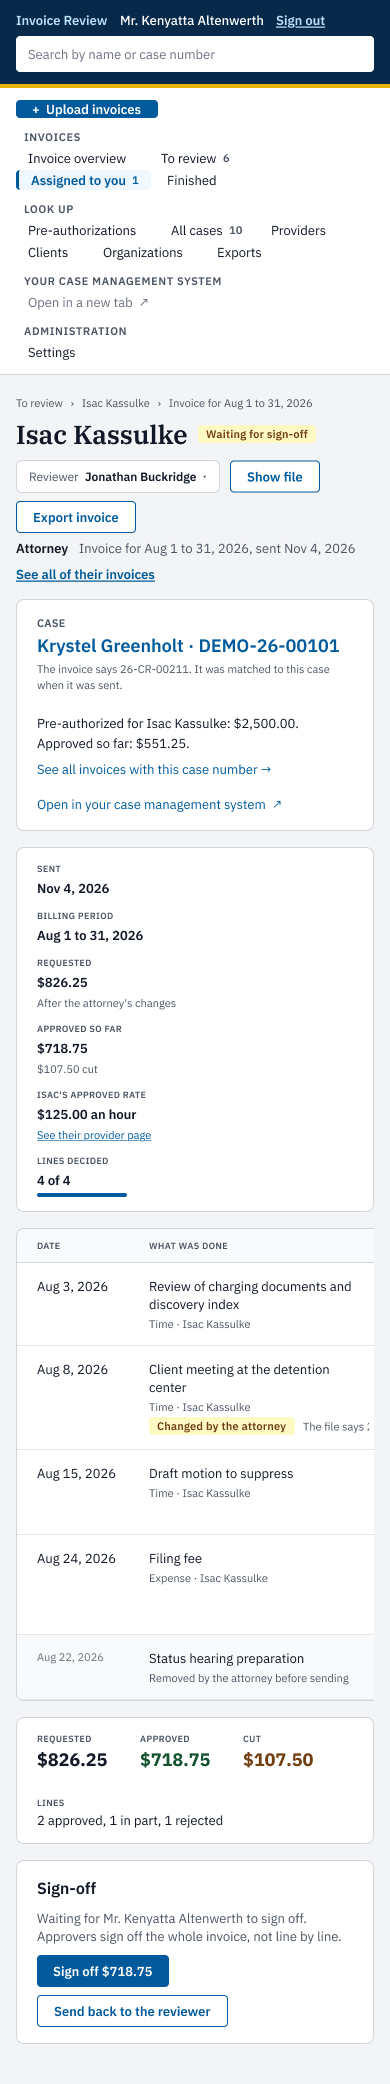 Invoice Review Mr. Kenyatta Altenwerth Sign out
Search by name or case number
+ Upload invoices
INVOICES
Invoice overview To review 6
Assigned to you 1 Finished
LOOK UP
Pre-authorizations All cases 10 Providers
Clients Organizations Exports
YOUR CASE MANAGEMENT SYSTEM
Open in a new tab ↗
ADMINISTRATION
Settings
To review › Isac Kassulke › Invoice for Aug 1 to 31, 2026
Isac Kassulke Waiting for sign-off
Reviewer Jonathan Buckridge · Show file
Export invoice
Attorney Invoice for Aug 1 to 31, 2026, sent Nov 4, 2026
See all of their invoices
CASE
Krystel Greenholt · DEMO-26-00101
The invoice says 26-CR-00211. It was matched to this case
when it was sent.
Pre-authorized for Isac Kassulke: $2,500.00.
Approved so far: $551.25.
See all invoices with this case number →
Open in your case management system ↗
SENT
Nov 4, 2026
BILLING PERIOD
Aug 1 to 31, 2026
REQUESTED
$826.25
After the attorney's changes
APPROVED SO FAR
$718.75
$107.50 cut
ISAC'S APPROVED RATE
$125.00 an hour
See their provider page
LINES DECIDED
4 of 4
DATE WHAT WAS DONE
Aug 3, 2026 Review of charging documents and
discovery index
Time · Isac Kassulke
Aug 8, 2026 Client meeting at the detention
center
Time · Isac Kassulke
Changed by the attorney The file says
Aug 15, 2026 Draft motion to suppress
Time · Isac Kassulke
Aug 24, 2026 Filing fee
Expense · Isac Kassulke
Aug 22, 2026 Status hearing preparation
Removed by the attorney before sending
REQUESTED APPROVED CUT
$826.25 $718.75 $107.50
LINES
2 approved, 1 in part, 1 rejected
Sign-off
Waiting for Mr. Kenyatta Altenwerth to sign off.
Approvers sign off the whole invoice, not line by line.
Sign off $718.75
Send back to the reviewer